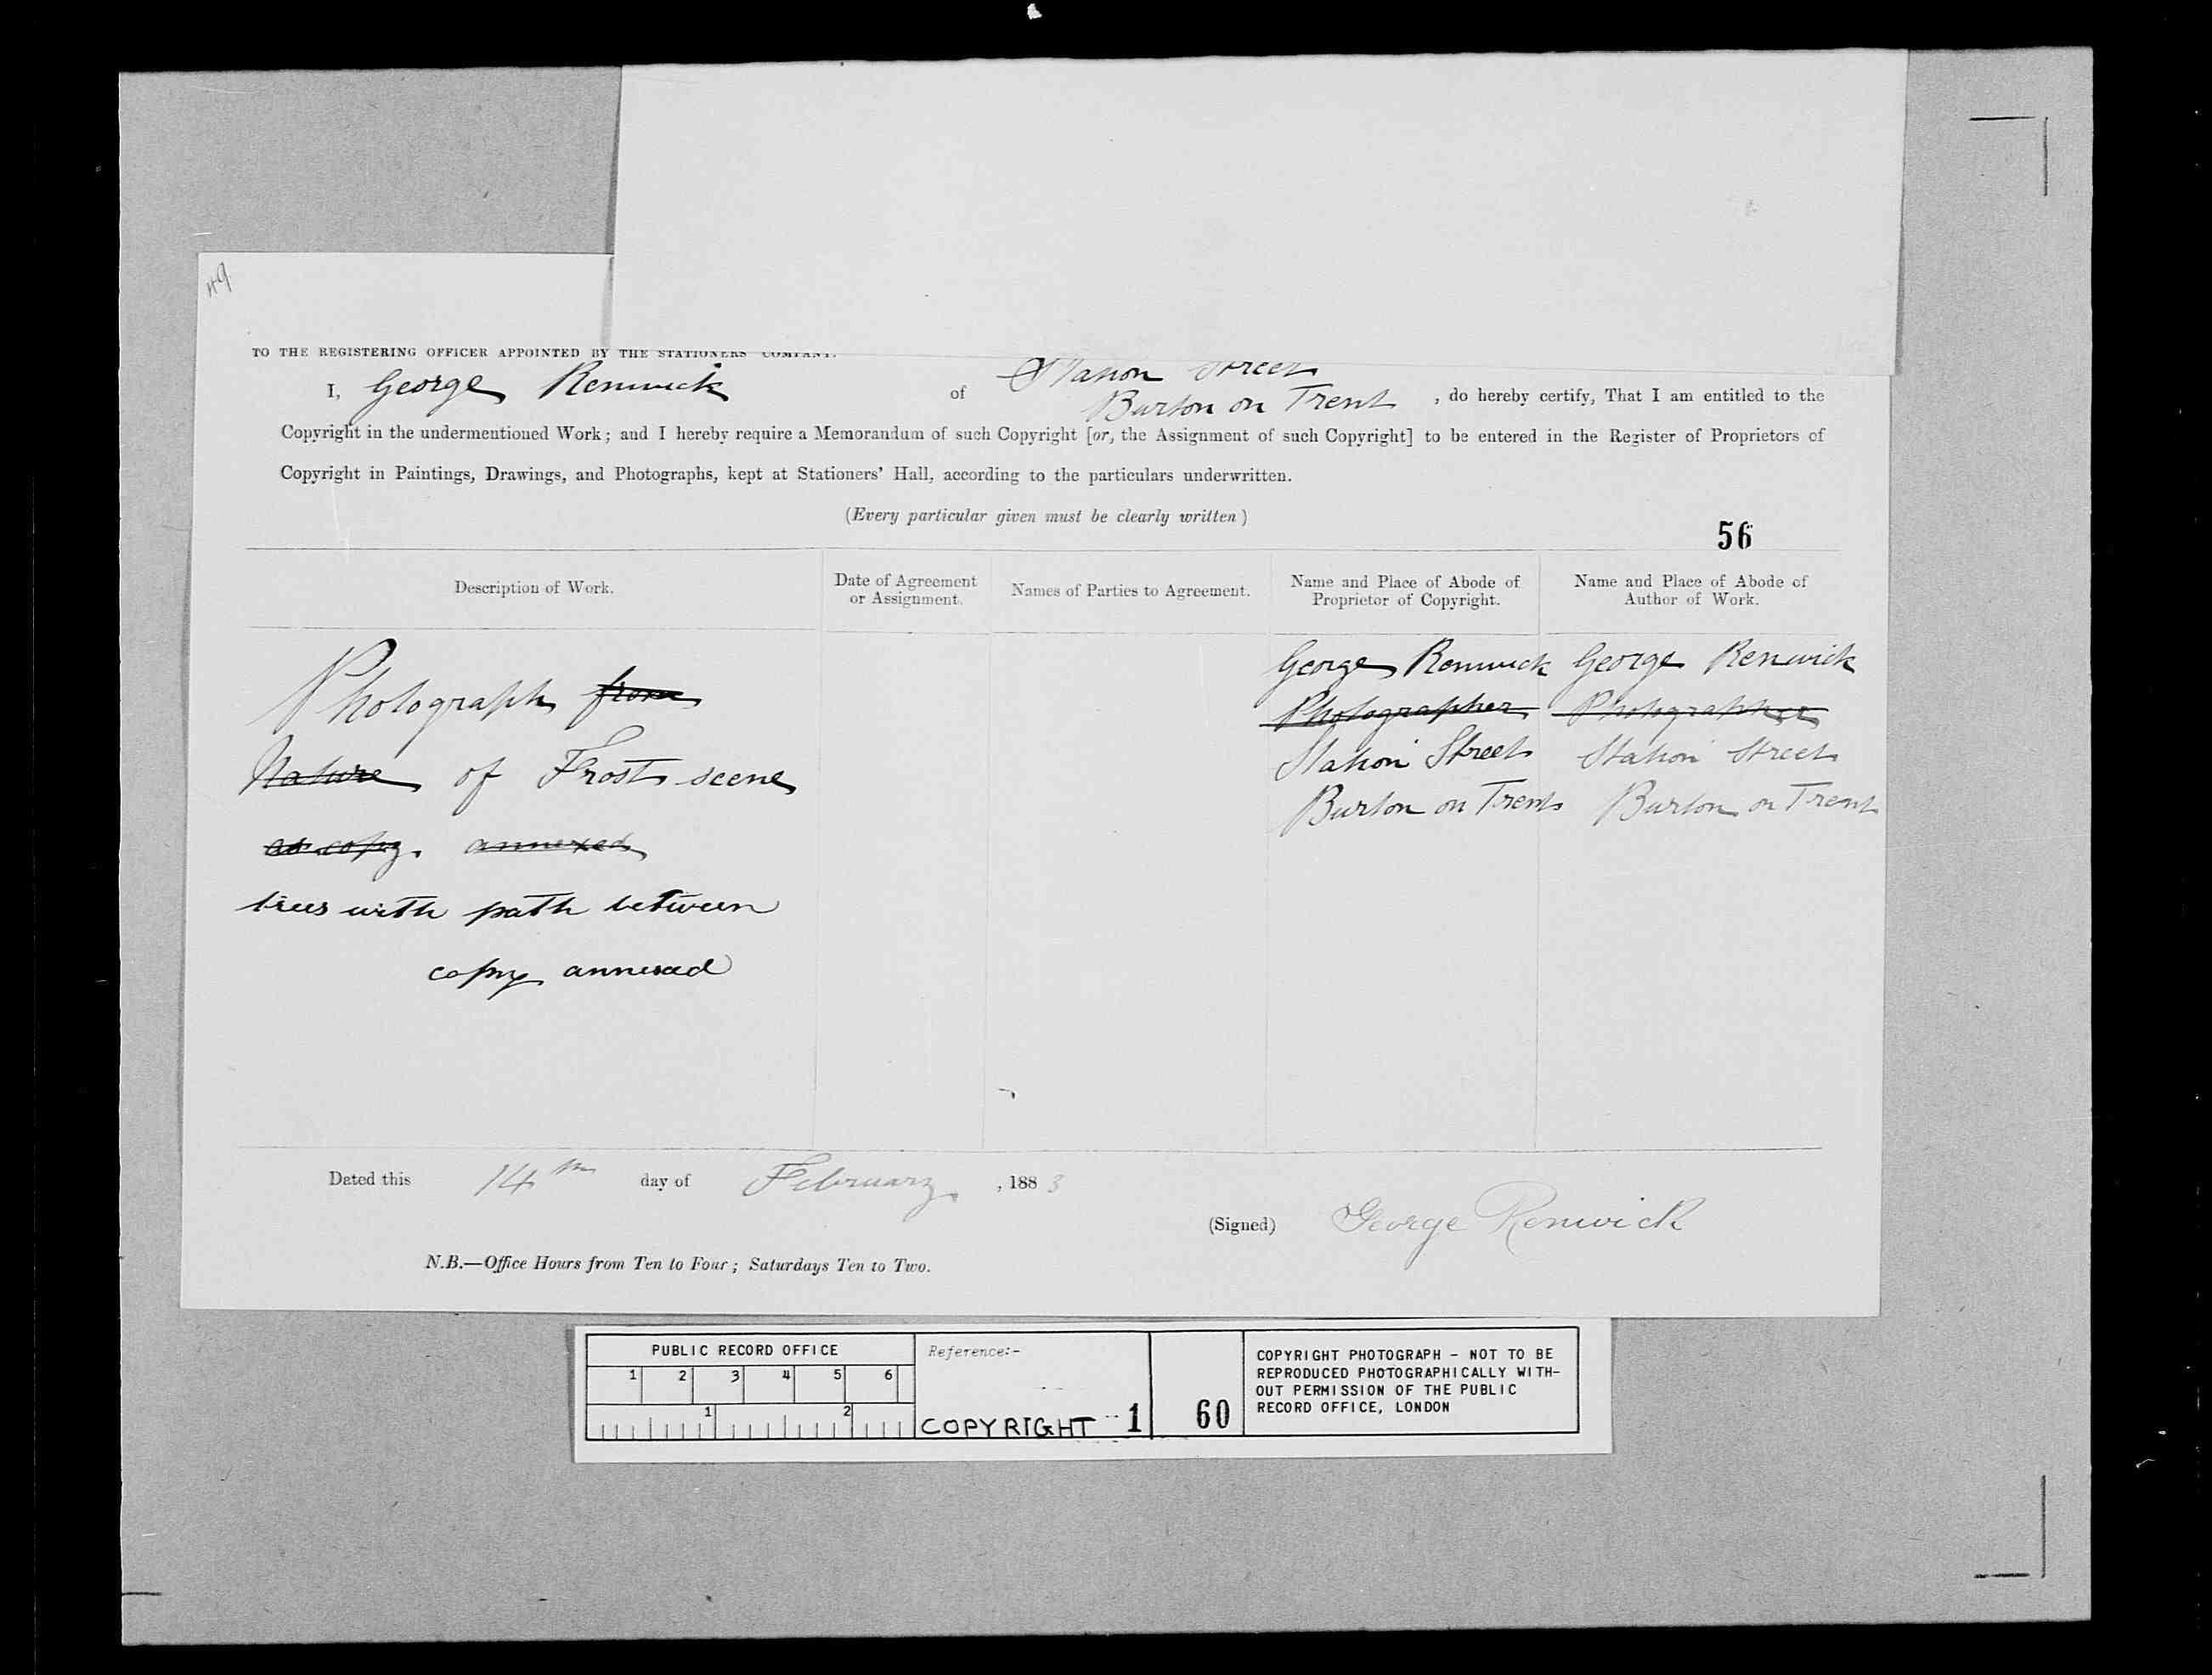 49
TO THE REGISTERING OFFICER APPOINTED BY THE STATIONERS COMPANY.
I, George Renwick of Station Street
Burton on Trent , do hereby certify, That I am entitled to the
Copyright in the undermentioned Work; and I hereby require a Memorandum of such Copyright [or, the Assignment of such Copyright] to be entered in the Register of Proprietors of
Copyright in Paintings, Drawings, and Photographs, kept at Stationers' Hall, according to the particulars underwritten.
(Every particular given must be clearly written)
56
Description of Work.
Photograph from
Nature of Frost scene
as copy. annexed
trees with path between
copy annexed
Date of Agreement
or Assignment.
Names of Parties to Agreement.
Name and Place of Abode of
Proprietor of Copyright.
George Renwick
Photographer
Station Street
Burton on Trent
Name and Place of Abode of
Author of Work.
George Renwick
Photographer
Station Street
Burton on Trent
Dated this 14th day of February , 1883
(Signed) George Renwick
N.B.—Office Hours from Ten to Four; Saturdays Ten to Two.
PUBLIC RECORD OFFICE
1 2 3 4 5 6
1 2
Reference:-
COPYRIGHT 1 60
COPYRIGHT PHOTOGRAPH - NOT TO BE
REPRODUCED PHOTOGRAPHICALLY WITH-
OUT PERMISSION OF THE PUBLIC
RECORD OFFICE, LONDON